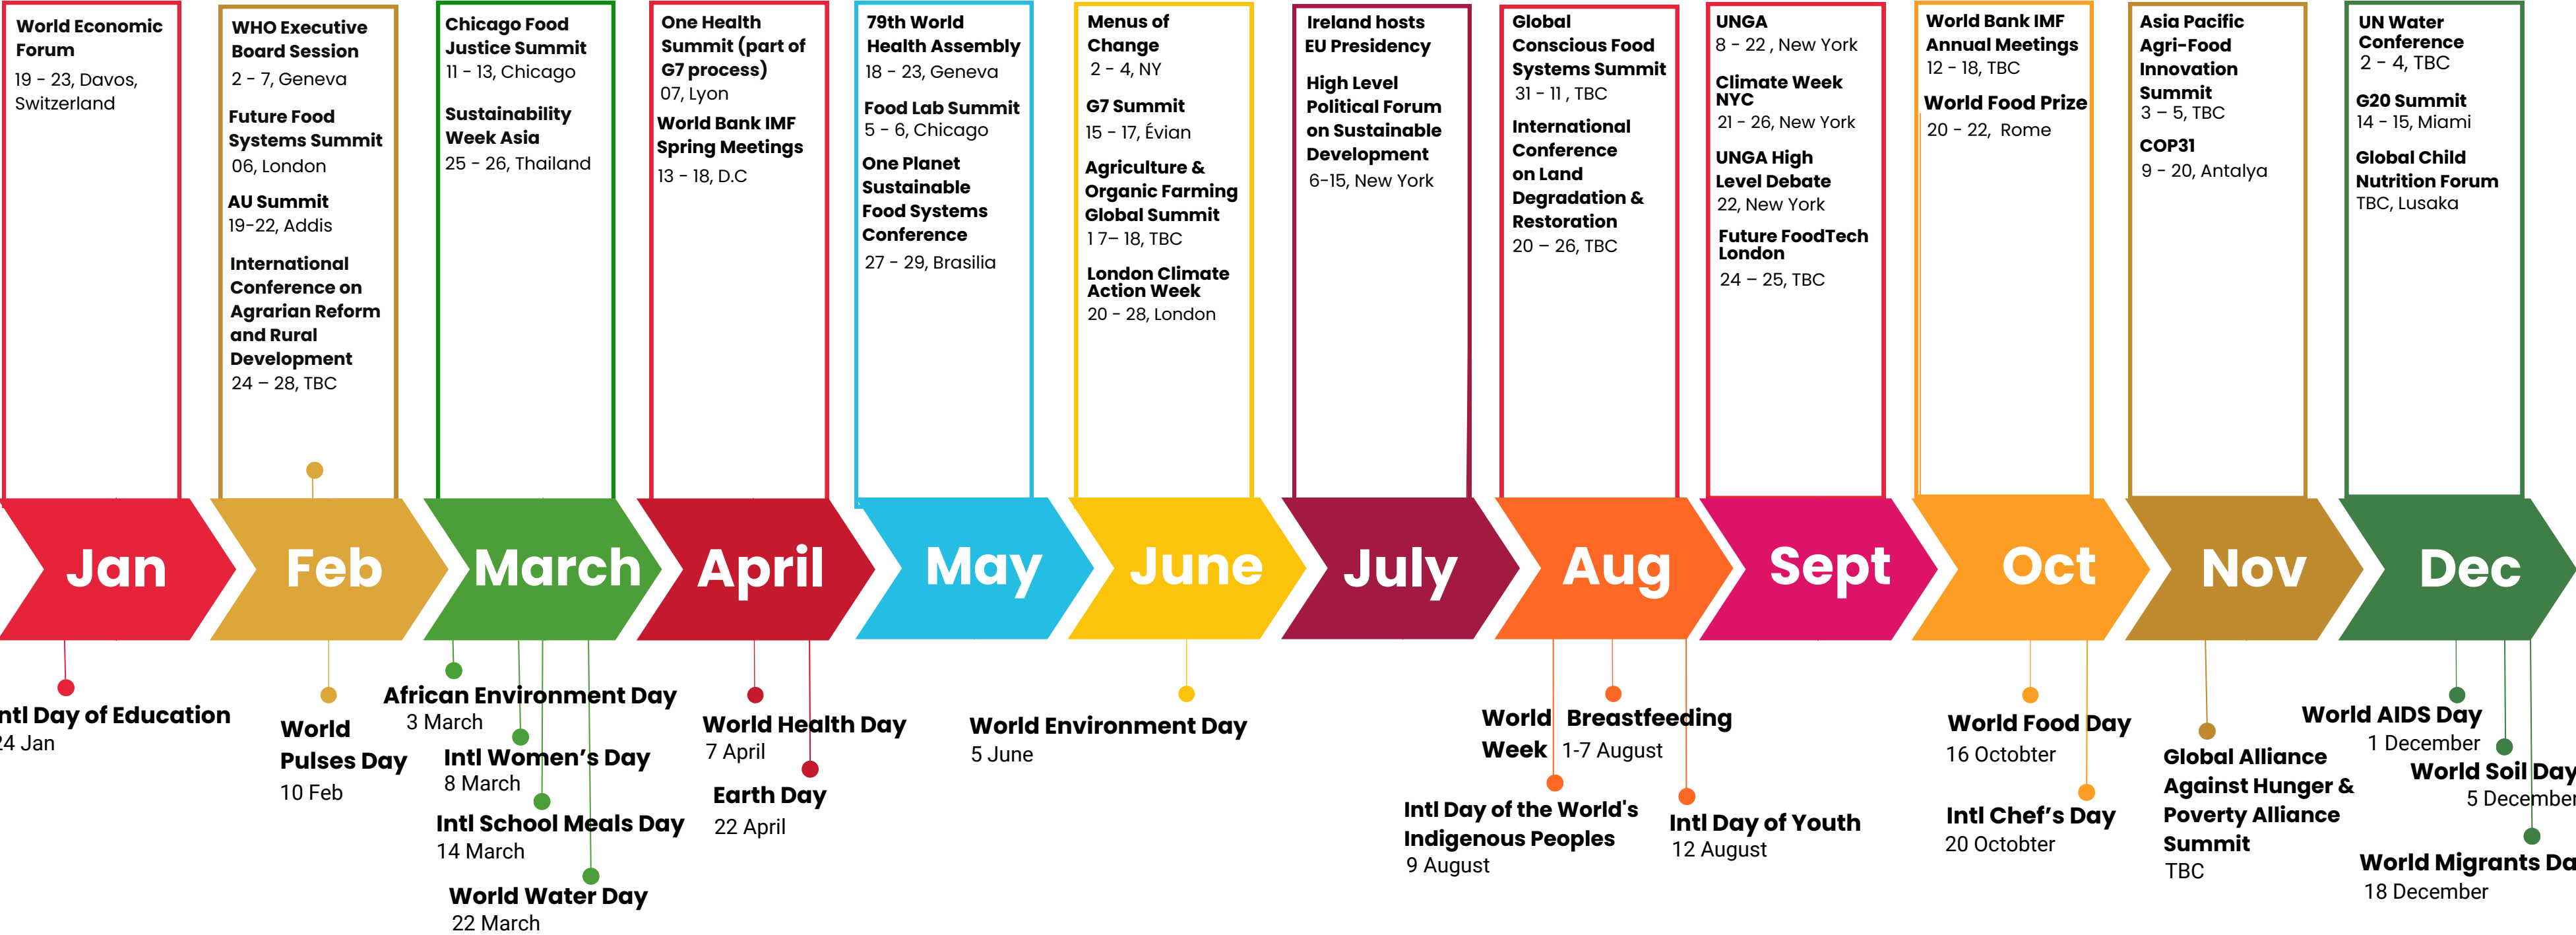 World Economic
Forum
19 - 23, Davos,
Switzerland
WHO Executive
Board Session
2 - 7, Geneva
Future Food
Systems Summit
06, London
AU Summit
19-22, Addis
International
Conference on
Agrarian Reform
and Rural
Development
24 – 28, TBC
Chicago Food
Justice Summit
11 - 13, Chicago
Sustainability
Week Asia
25 - 26, Thailand
One Health
Summit (part of
G7 process)
07, Lyon
World Bank IMF
Spring Meetings
13 - 18, D.C
79th World
Health Assembly
18 - 23, Geneva
Food Lab Summit
5 - 6, Chicago
One Planet
Sustainable
Food Systems
Conference
27 - 29, Brasilia
Menus of
Change
2 - 4, NY
G7 Summit
15 - 17, Évian
Agriculture &
Organic Farming
Global Summit
1 7– 18, TBC
London Climate
Action Week
20 - 28, London
Ireland hosts
EU Presidency
High Level
Political Forum
on Sustainable
Development
6-15, New York
Global
Conscious Food
Systems Summit
31 - 11 , TBC
International
Conference
on Land
Degradation &
Restoration
20 – 26, TBC
UNGA
8 - 22 , New York
Climate Week
NYC
21 - 26, New York
UNGA High
Level Debate
22, New York
Future FoodTech
London
24 – 25, TBC
World Bank IMF
Annual Meetings
12 - 18, TBC
World Food Prize
20 - 22, Rome
Asia Pacific
Agri-Food
Innovation
Summit
3 – 5, TBC
COP31
9 - 20, Antalya
UN Water
Conference
2 – 4, TBC
G20 Summit
14 - 15, Miami
Global Child
Nutrition Forum
TBC, Lusaka
Jan
Feb
March
April
May
June
July
Aug
Sept
Oct
Nov
Dec
ntl Day of Education
24 Jan
World
Pulses Day
10 Feb
African Environment Day
3 March
Intl Women's Day
8 March
Intl School Meals Day
14 March
World Water Day
22 March
World Health Day
7 April
Earth Day
22 April
World Environment Day
5 June
World Breastfeeding
Week 1-7 August
Intl Day of the World's
Indigenous Peoples
9 August
Intl Day of Youth
12 August
World Food Day
16 Octobter
Intl Chef's Day
20 Octobter
Global Alliance
Against Hunger &
Poverty Alliance
Summit
TBC
World AIDS Day
1 December
World Soil Day
5 December
World Migrants Da
18 December